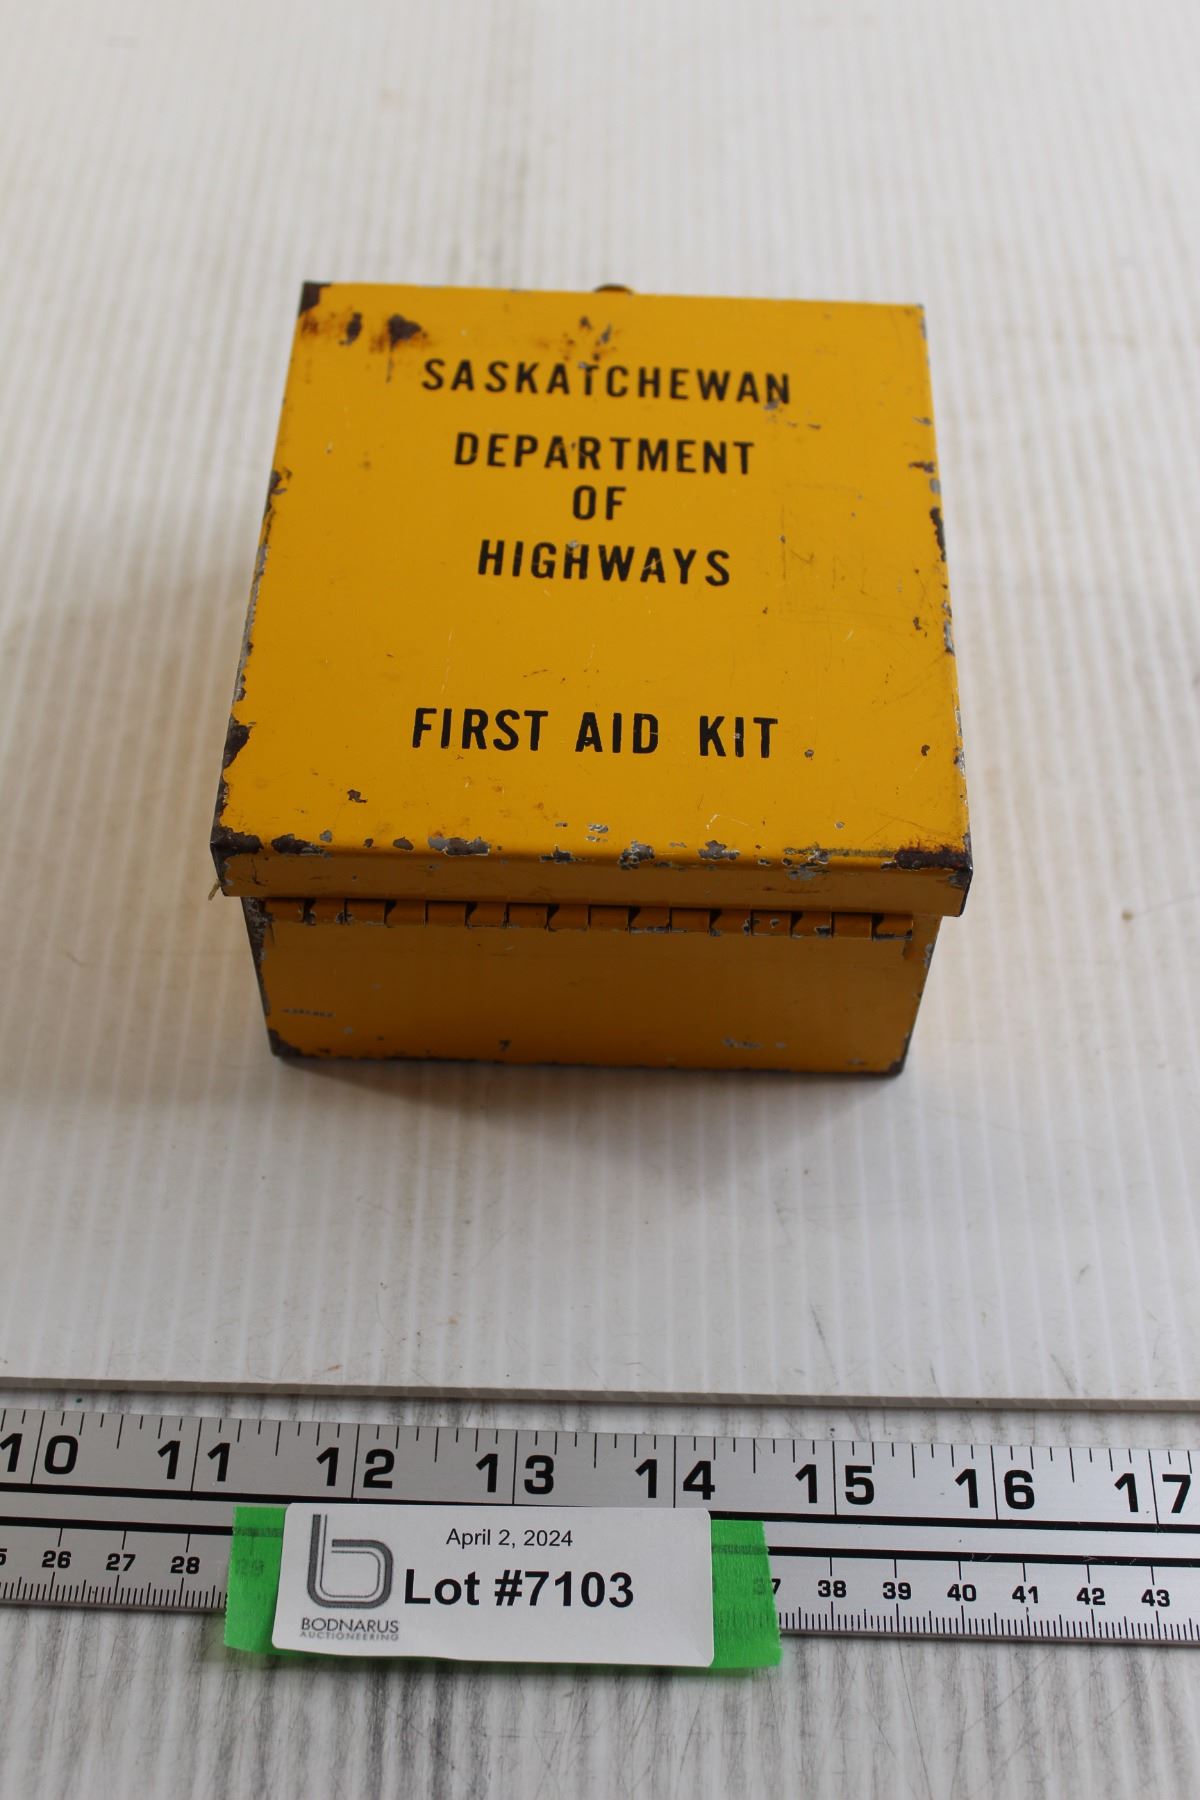 SASKATCHEWAN
DEPARTMENT
OF
HIGHWAYS
FIRST AID KIT
10 11 12 13 14 15 16 17
26 27 28 29 37 38 39 40 41 42 43
April 2, 2024
Lot #7103
BODNARUS
AUCTIONEERING